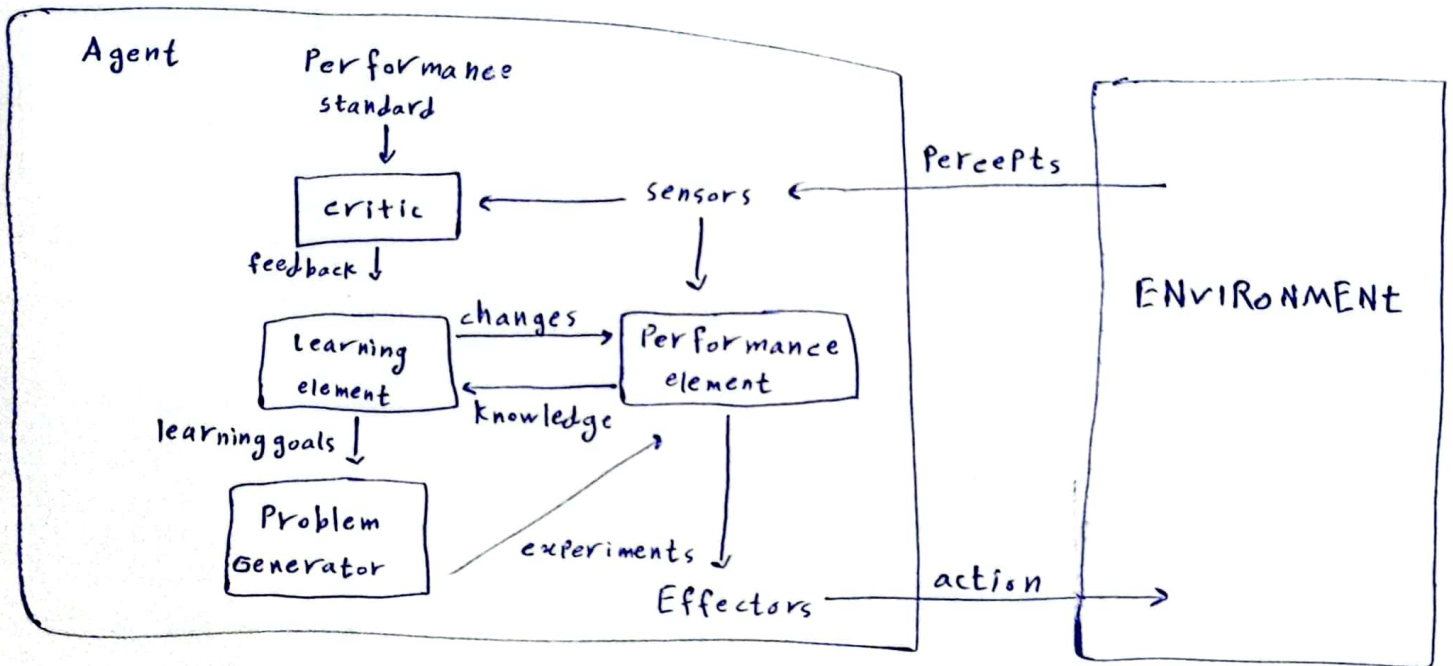 Agent
Performance
standard
Percepts
critic
sensors
feedback
ENVIRONMENt
changes
Learning
element
Performance
element
knowledge
learning goals
Problem
Generator
experiments
Effectors
action